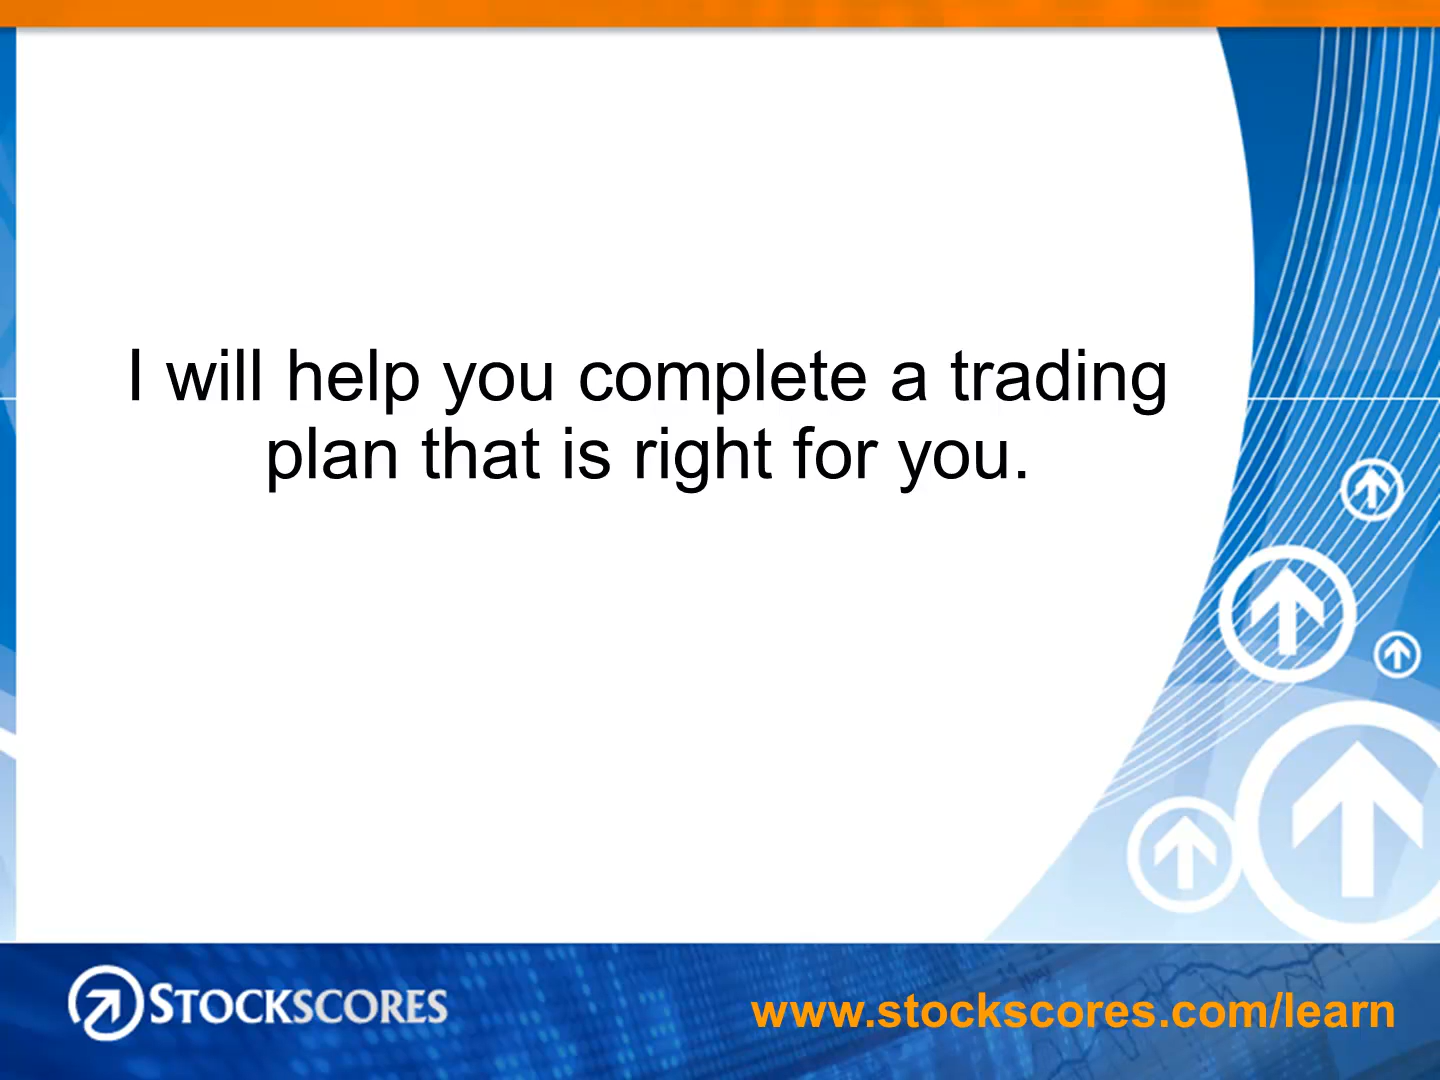 I will help you complete a trading
plan that is right for you.
STOCKSCORES
www.stockscores.com/learn